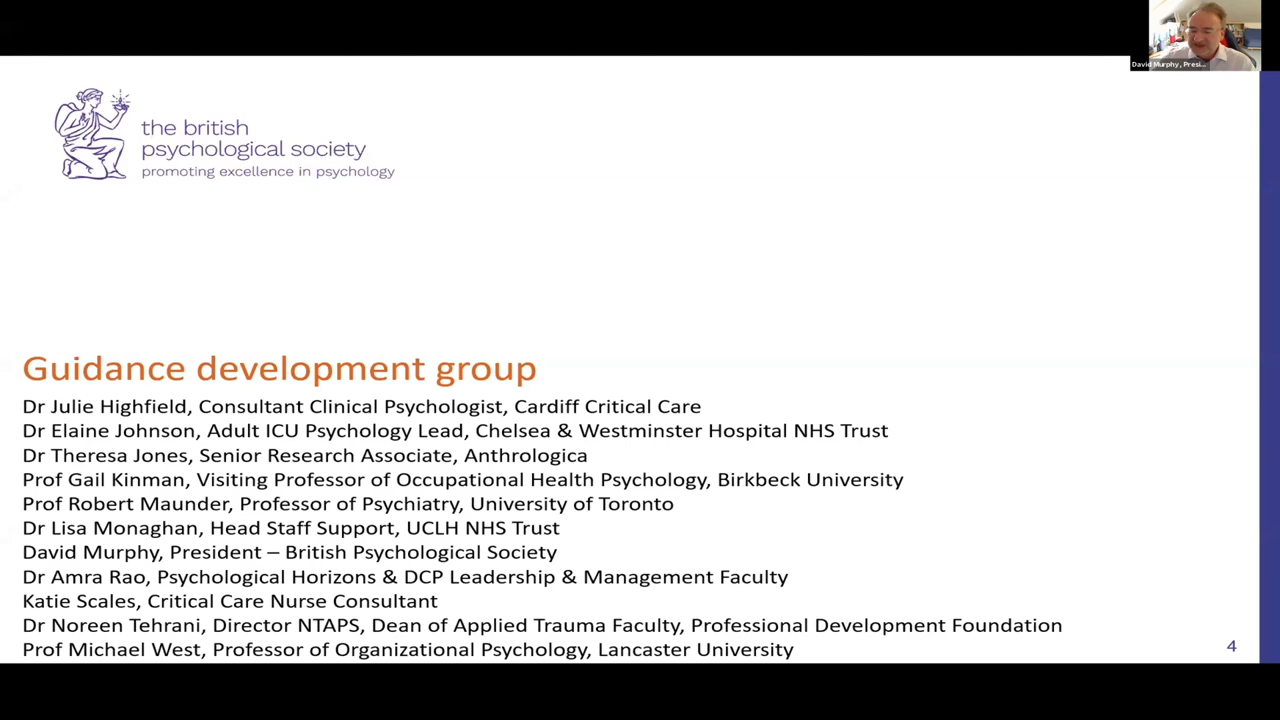 David Murphy, Presi...
the british
psychological society
promoting excellence in psychology
Guidance development group
Dr Julie Highfield, Consultant Clinical Psychologist, Cardiff Critical Care
Dr Elaine Johnson, Adult ICU Psychology Lead, Chelsea & Westminster Hospital NHS Trust
Dr Theresa Jones, Senior Research Associate, Anthrologica
Prof Gail Kinman, Visiting Professor of Occupational Health Psychology, Birkbeck University
Prof Robert Maunder, Professor of Psychiatry, University of Toronto
Dr Lisa Monaghan, Head Staff Support, UCLH NHS Trust
David Murphy, President – British Psychological Society
Dr Amra Rao, Psychological Horizons & DCP Leadership & Management Faculty
Katie Scales, Critical Care Nurse Consultant
Dr Noreen Tehrani, Director NTAPS, Dean of Applied Trauma Faculty, Professional Development Foundation
Prof Michael West, Professor of Organizational Psychology, Lancaster University
4